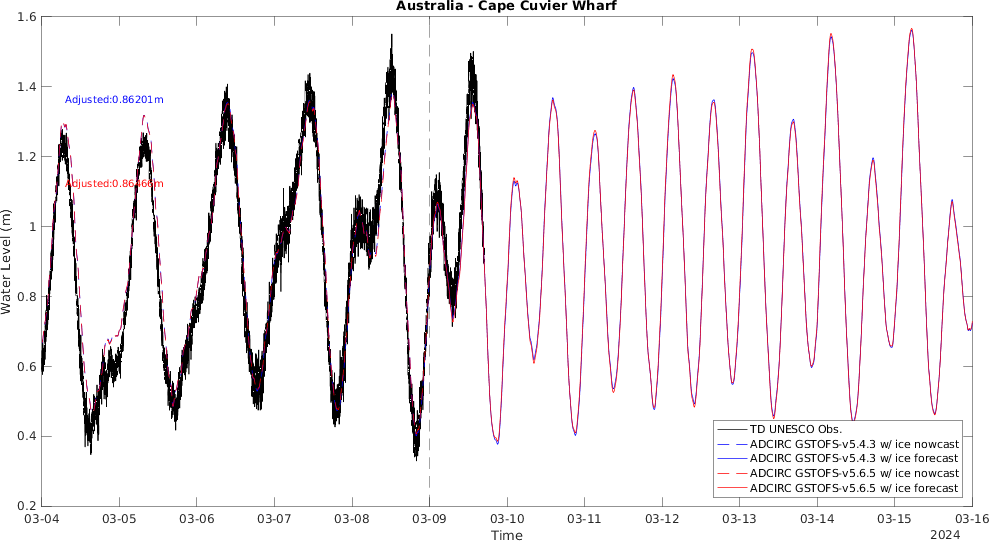 Australia - Cape Cuvier Wharf
1.6
1.4
1.2
1
0.8
0.6
0.4
0.2
Water Level (m)
Adjusted:0.86201m
Adjusted:0.86466m
TD UNESCO Obs.
ADCIRC GSTOFS-v5.4.3 w/ ice nowcast
ADCIRC GSTOFS-v5.4.3 w/ ice forecast
ADCIRC GSTOFS-v5.6.5 w/ ice nowcast
ADCIRC GSTOFS-v5.6.5 w/ ice forecast
03-04 03-05 03-06 03-07 03-08 03-09 03-10 03-11 03-12 03-13 03-14 03-15 03-16
Time
2024